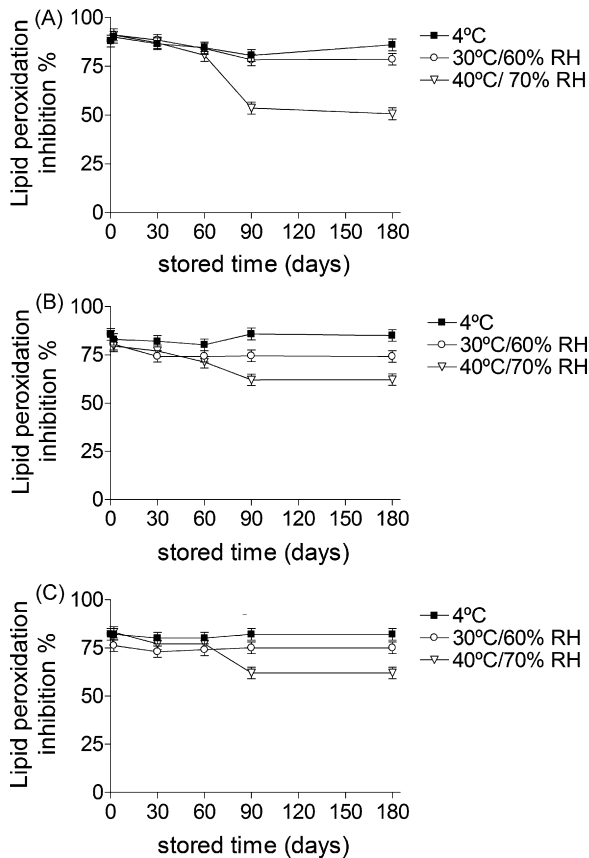 (A)
100
75
50
25
0
Lipid peroxidation
inhibition %
0 30 60 90 120 150 180
stored time (days)
4ºC
30ºC/60% RH
40ºC/ 70% RH
(B)
100
75
50
25
0
Lipid peroxidation
inhibition %
0 30 60 90 120 150 180
stored time (days)
4ºC
30ºC/60% RH
40ºC/70% RH
(C)
100
75
50
25
0
Lipid peroxidation
inhibition %
0 30 60 90 120 150 180
stored time (days)
4ºC
30ºC/60% RH
40ºC/70% RH